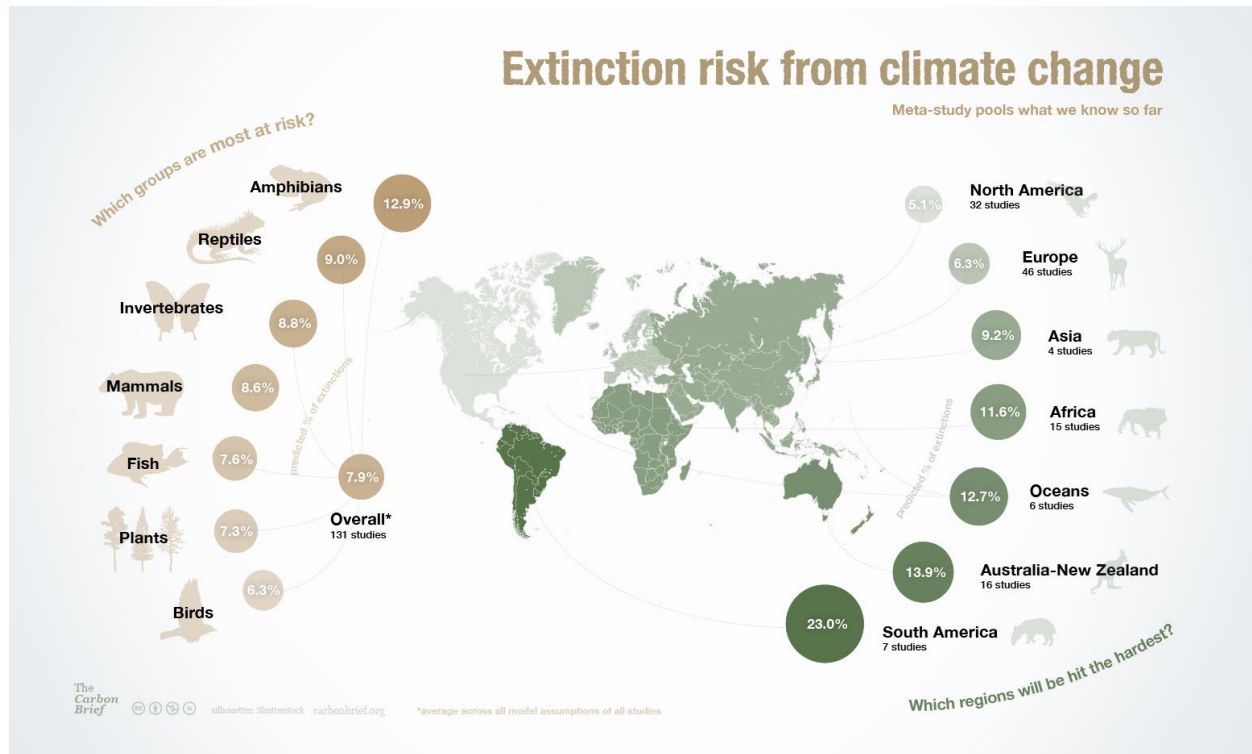 Extinction risk from climate change
Meta-study pools what we know so far
Which groups are most at risk?
Amphibians
12.9%
Reptiles
9.0%
Invertebrates
8.8%
Mammals
8.6%
Fish
7.6%
Plants
7.3%
Birds
6.3%
predicted % of extinctions
7.9%
Overall*
131 studies
North America
5.1%
32 studies
Europe
6.3%
46 studies
Asia
9.2%
4 studies
Africa
11.6%
15 studies
Oceans
12.7%
6 studies
Australia-New Zealand
13.9%
16 studies
South America
23.0%
7 studies
predicted % of extinctions
Which regions will be hit the hardest?
The
Carbon
Brief
cc
silhouettes: Shutterstock carbonbrief.org
*average across all model assumptions of all studies